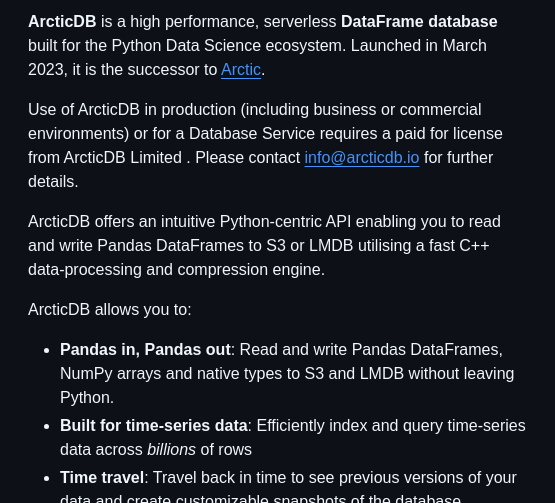 ArcticDB is a high performance, serverless DataFrame database
built for the Python Data Science ecosystem. Launched in March
2023, it is the successor to Arctic.
Use of ArcticDB in production (including business or commercial
environments) or for a Database Service requires a paid for license
from ArcticDB Limited . Please contact info@arcticdb.io for further
details.
ArcticDB offers an intuitive Python-centric API enabling you to read
and write Pandas DataFrames to S3 or LMDB utilising a fast C++
data-processing and compression engine.
ArcticDB allows you to:
• Pandas in, Pandas out: Read and write Pandas DataFrames,
NumPy arrays and native types to S3 and LMDB without leaving
Python.
• Built for time-series data: Efficiently index and query time-series
data across billions of rows
• Time travel: Travel back in time to see previous versions of your
data and create customizable snapshots of the database